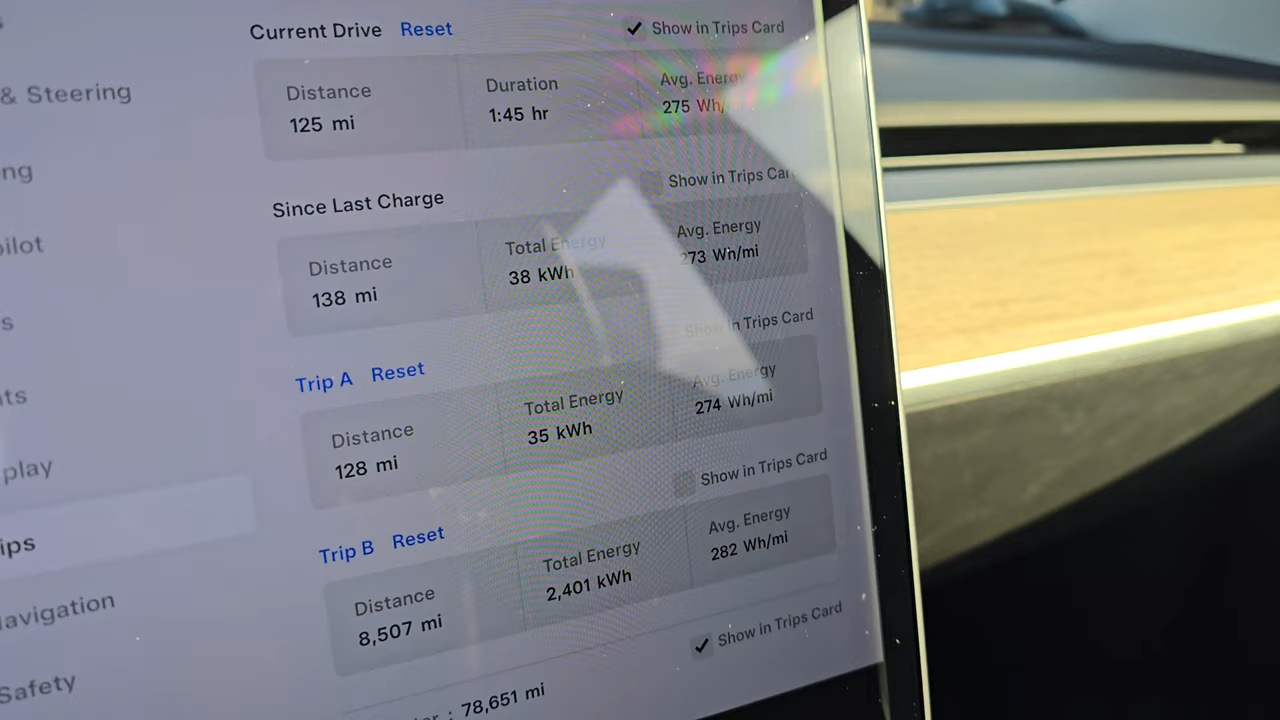 Current Drive Reset
Show in Trips Card
Distance
125 mi
Duration
1:45 hr
Avg. Energy
275 Wh/
Show in Trips Car
Since Last Charge
Distance
138 mi
Total Energy
38 kWh
Avg. Energy
273 Wh/mi
Show in Trips Card
Trip A Reset
Distance
128 mi
Total Energy
35 kWh
Avg. Energy
274 Wh/mi
Show in Trips Card
Trip B Reset
Distance
8,507 mi
Total Energy
2,401 kWh
Avg. Energy
282 Wh/mi
Show in Trips Card
: 78,651 mi
& Steering
ng
ilot
s
ts
play
ips
avigation
Safety